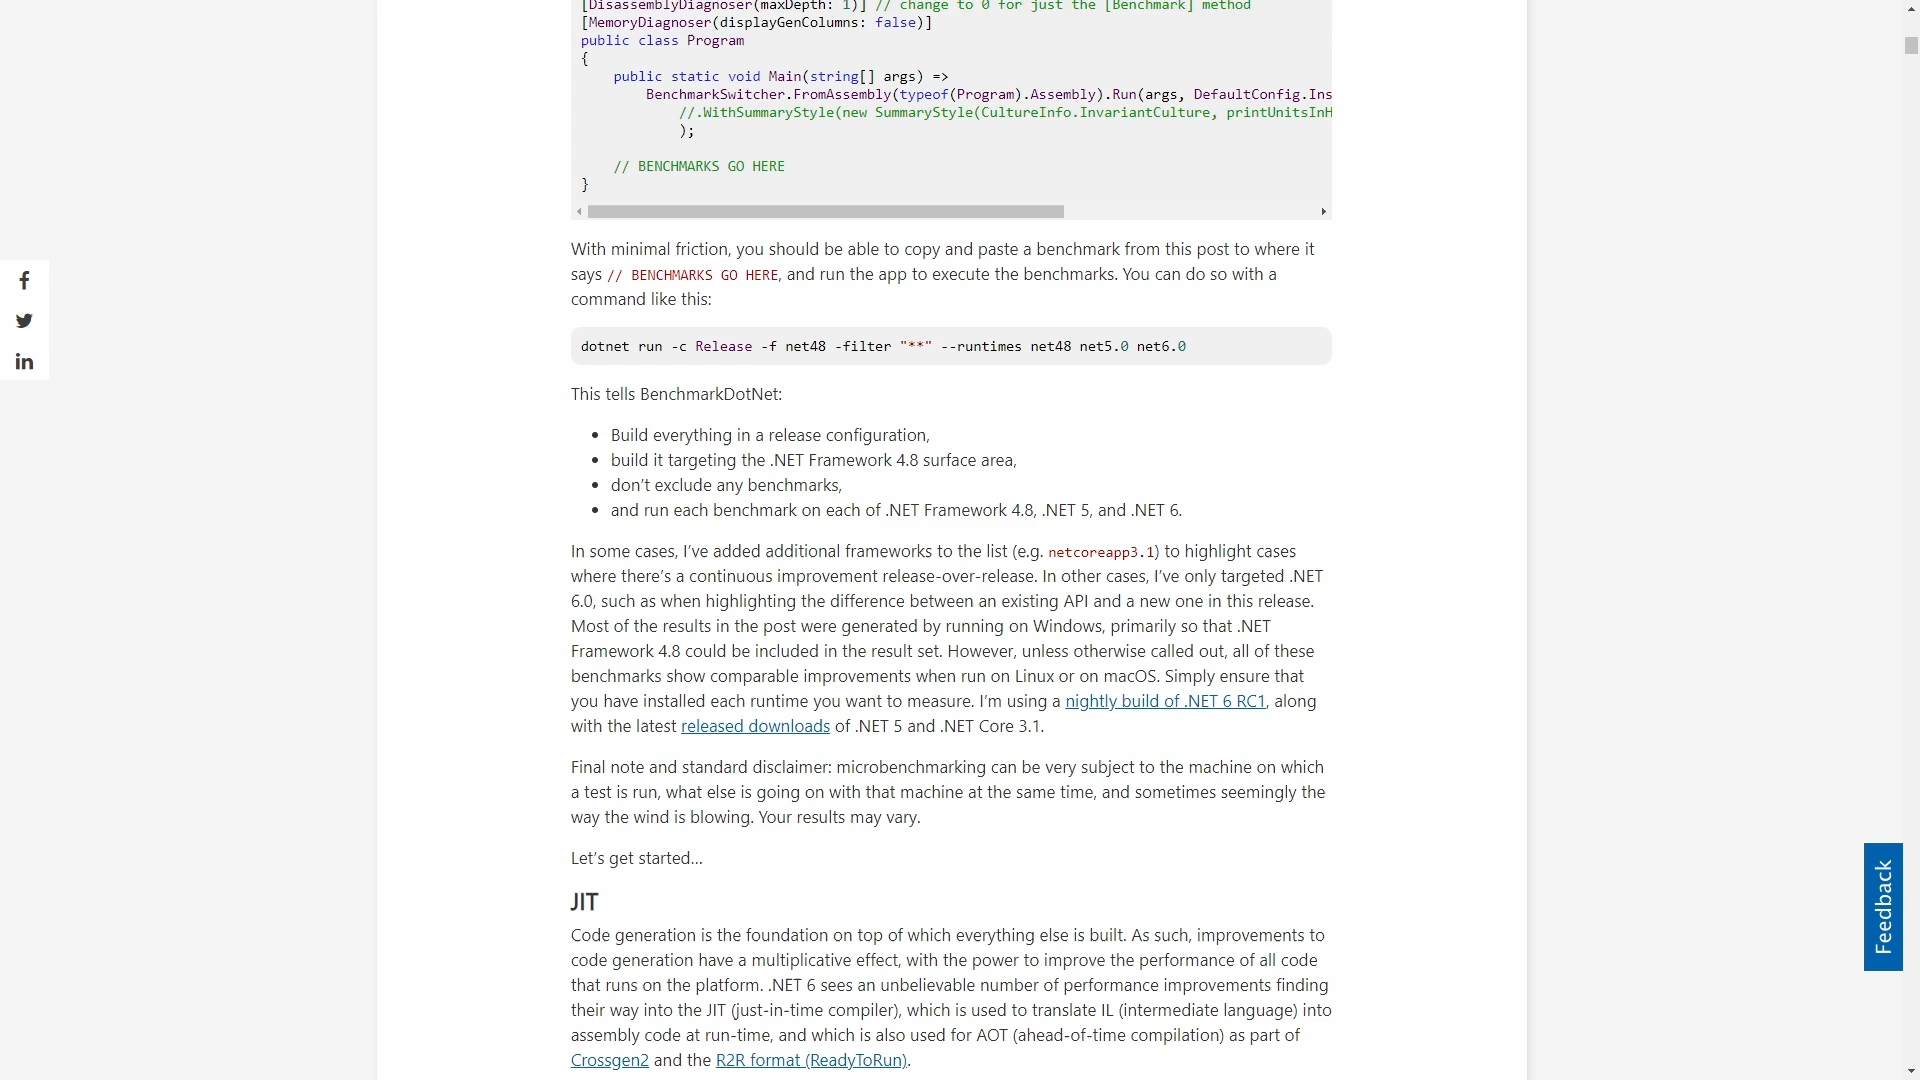 [DisassemblyDiagnoser(maxDepth: 1)] // change to 0 for just the [Benchmark] method
[MemoryDiagnoser(displayGenColumns: false)]
public class Program
{
public static void Main(string[] args) =>
BenchmarkSwitcher.FromAssembly(typeof(Program).Assembly).Run(args, DefaultConfig.Ins
//.WithSummaryStyle(new SummaryStyle(CultureInfo.InvariantCulture, printUnitsInH
);
// BENCHMARKS GO HERE
}
With minimal friction, you should be able to copy and paste a benchmark from this post to where it
says // BENCHMARKS GO HERE, and run the app to execute the benchmarks. You can do so with a
command like this:
dotnet run -c Release -f net48 -filter "**" --runtimes net48 net5.0 net6.0
This tells BenchmarkDotNet:
• Build everything in a release configuration,
• build it targeting the .NET Framework 4.8 surface area,
• don’t exclude any benchmarks,
• and run each benchmark on each of .NET Framework 4.8, .NET 5, and .NET 6.
In some cases, I’ve added additional frameworks to the list (e.g. netcoreapp3.1) to highlight cases
where there’s a continuous improvement release-over-release. In other cases, I’ve only targeted .NET
6.0, such as when highlighting the difference between an existing API and a new one in this release.
Most of the results in the post were generated by running on Windows, primarily so that .NET
Framework 4.8 could be included in the result set. However, unless otherwise called out, all of these
benchmarks show comparable improvements when run on Linux or on macOS. Simply ensure that
you have installed each runtime you want to measure. I’m using a nightly build of .NET 6 RC1, along
with the latest released downloads of .NET 5 and .NET Core 3.1.
Final note and standard disclaimer: microbenchmarking can be very subject to the machine on which
a test is run, what else is going on with that machine at the same time, and sometimes seemingly the
way the wind is blowing. Your results may vary.
Let’s get started…
JIT
Code generation is the foundation on top of which everything else is built. As such, improvements to
code generation have a multiplicative effect, with the power to improve the performance of all code
that runs on the platform. .NET 6 sees an unbelievable number of performance improvements finding
their way into the JIT (just-in-time compiler), which is used to translate IL (intermediate language) into
assembly code at run-time, and which is also used for AOT (ahead-of-time compilation) as part of
Crossgen2 and the R2R format (ReadyToRun).
Feedback